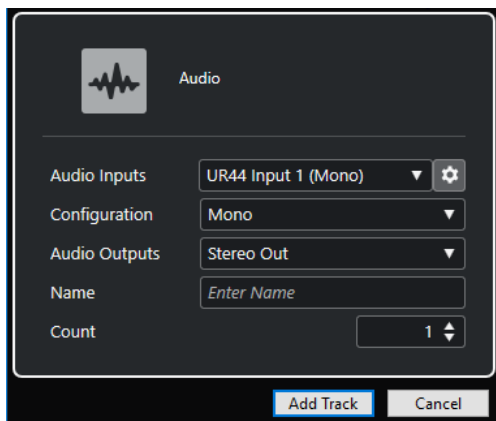 Audio
Audio Inputs UR44 Input 1 (Mono)
Configuration Mono
Audio Outputs Stereo Out
Name Enter Name
Count 1
Add Track Cancel